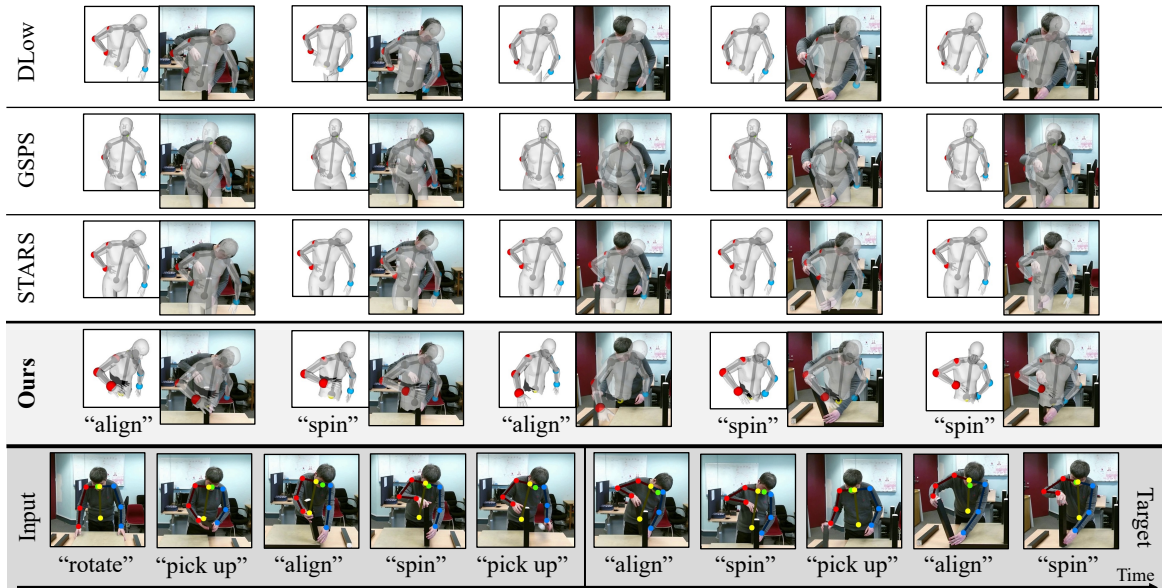 DLow
GSPS
STARS
Ours
“align” “spin” “align” “spin” “spin”
Input
Target
“rotate” “pick up” “align” “spin” “pick up” “align” “spin” “pick up” “align” “spin”
Time